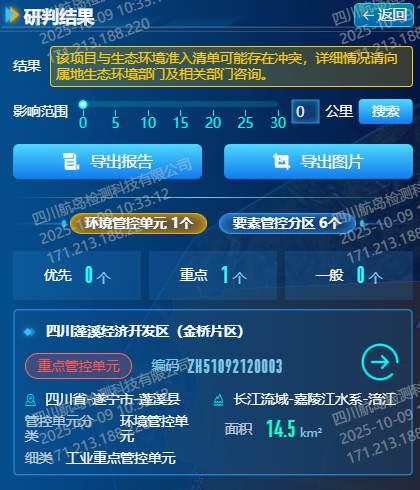 研判结果
返回
结果
该项目与生态环境准入清单可能存在冲突，详细情况请向
属地生态环境部门及相关部门咨询。
影响范围
0 5 10 15 20 25 30
0 公里 搜索
导出报告 导出图片
环境管控单元 1个 要素管控分区 6个
优先 0 个 重点 1 个 一般 0 个
四川蓬溪经济开发区（金桥片区）
重点管控单元 编码 ZH51092120003
四川省-遂宁市-蓬溪县 长江流域-嘉陵江水系-涪江
管控单元分类 环境管控单元 面积 14.5 km²
细类 工业重点管控单元
四川航岛检测科技有限公司
2025-10-09 10:33:12
171.213.188.220